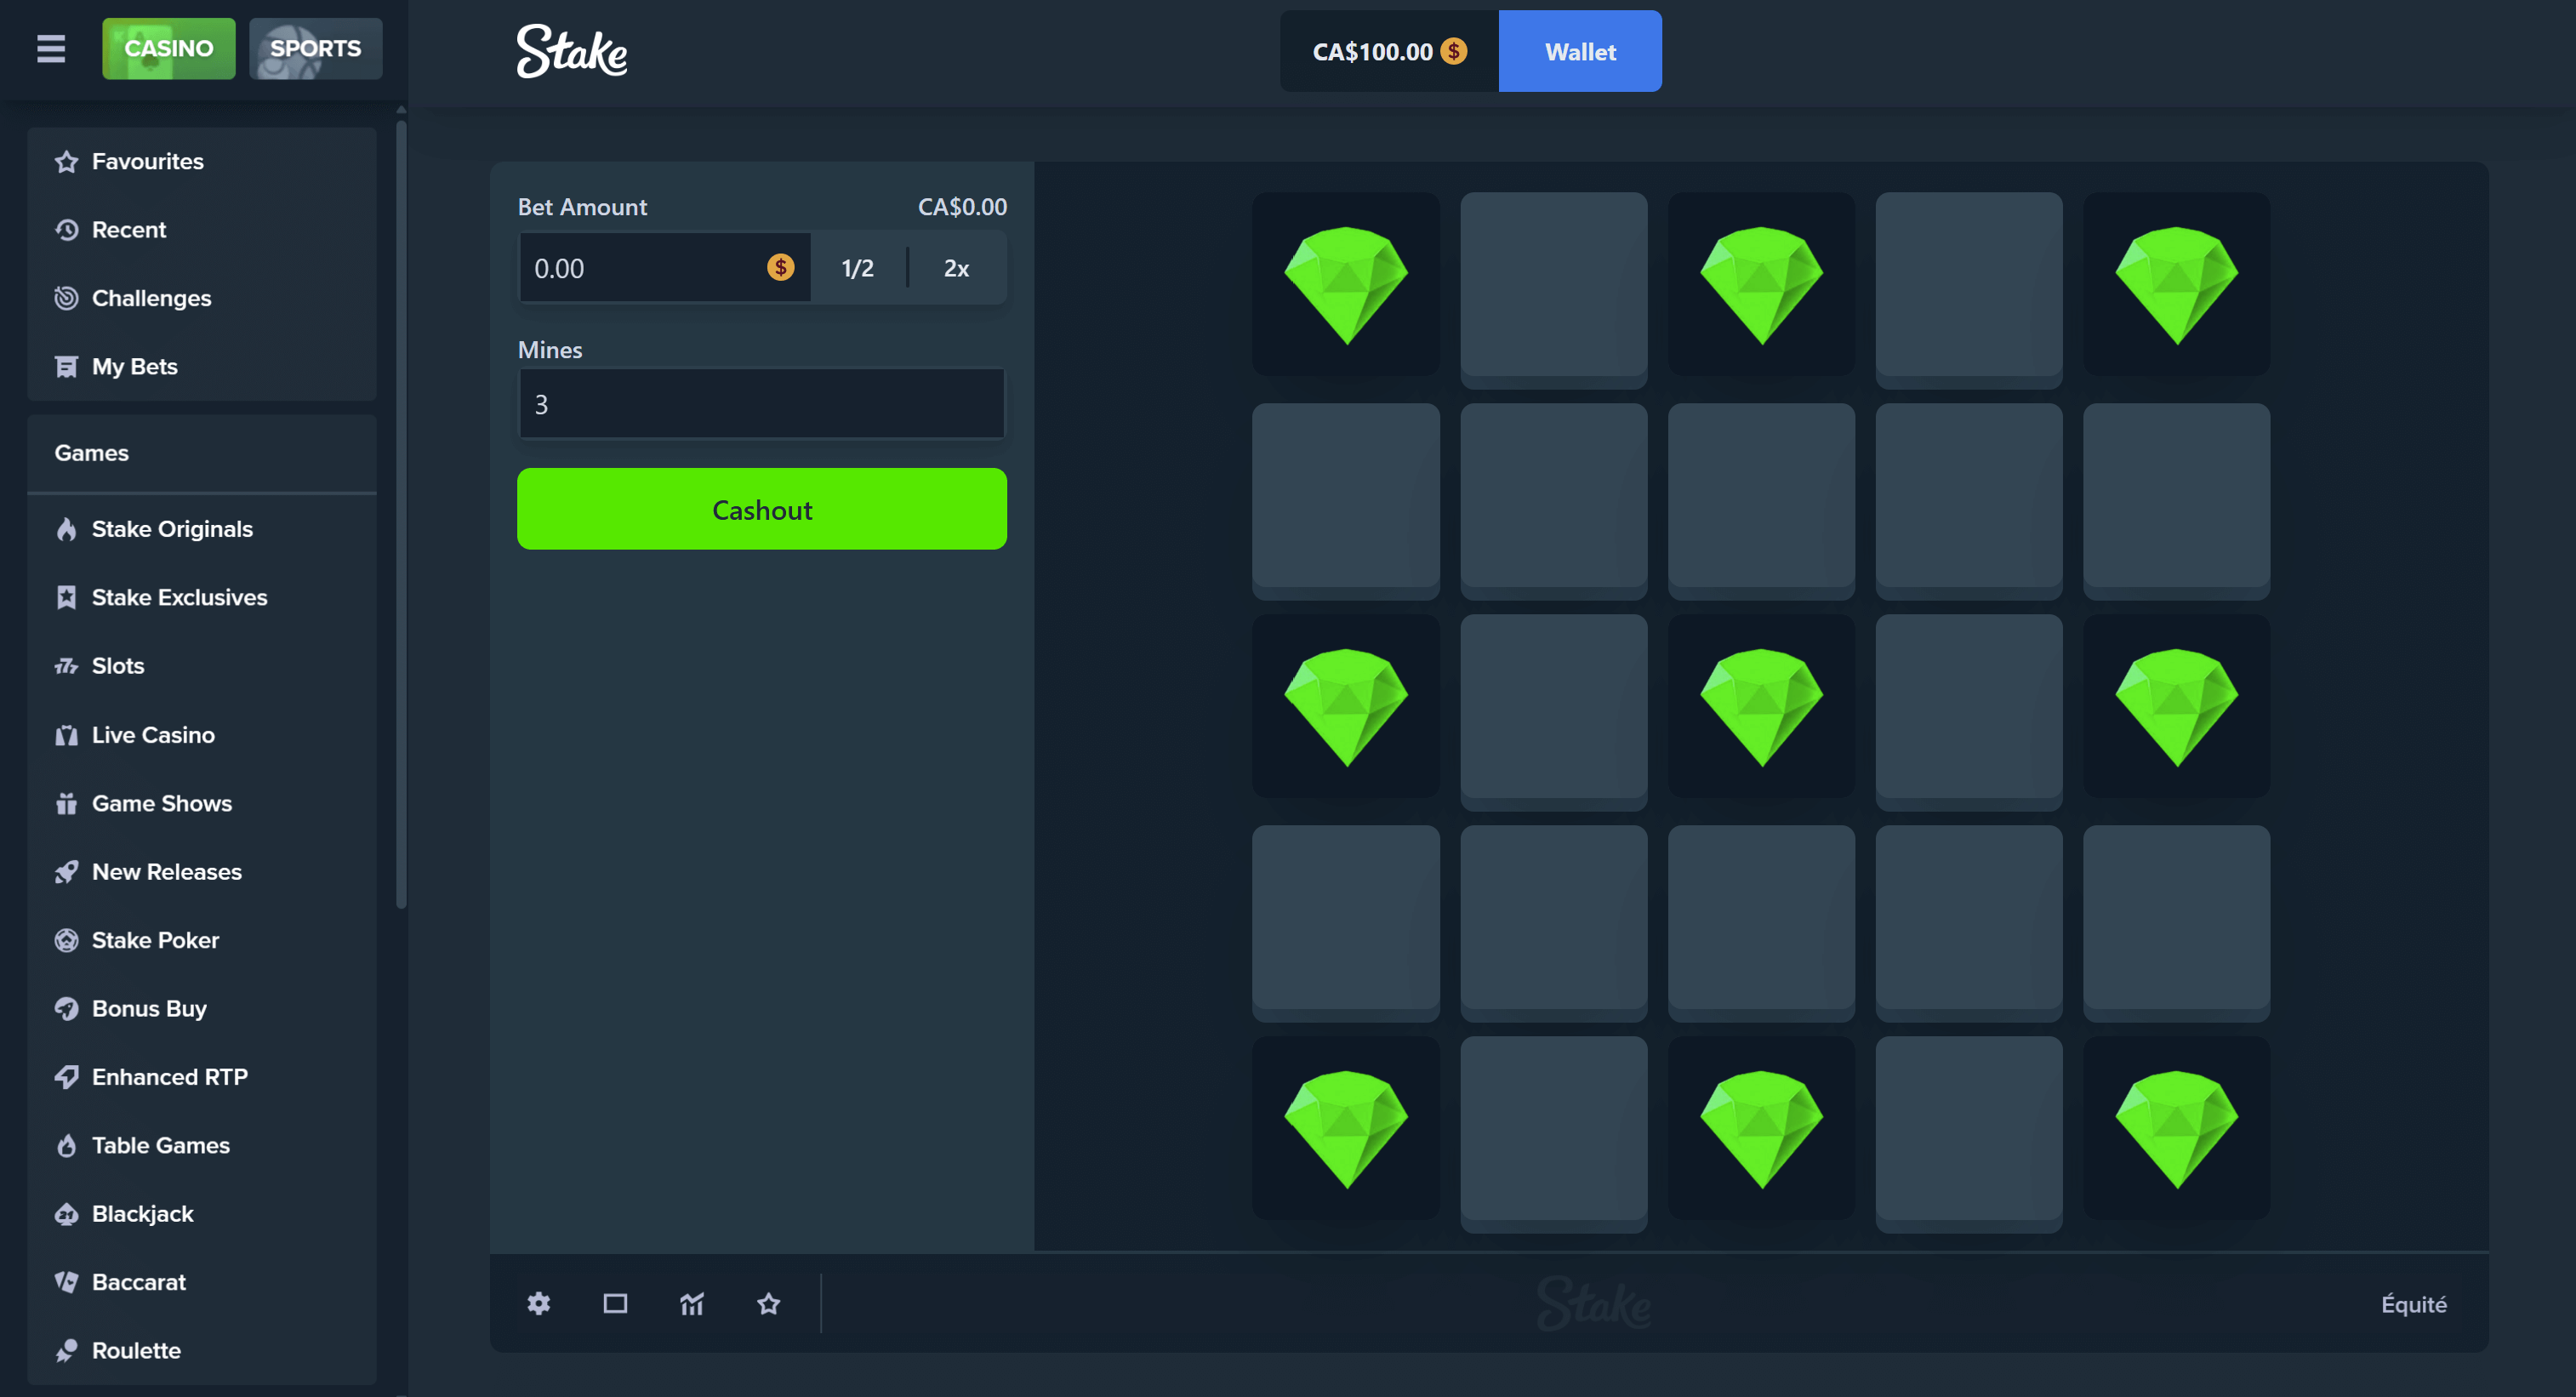 CASINO
SPORTS
Stake
CA$100.00
Wallet
Favourites
Recent
Challenges
My Bets
Games
Stake Originals
Stake Exclusives
Slots
Live Casino
Game Shows
New Releases
Stake Poker
Bonus Buy
Enhanced RTP
Table Games
Blackjack
Baccarat
Roulette
Bet Amount CA$0.00
0.00 $ 1/2 2x
Mines
3
Cashout
Stake
Équité